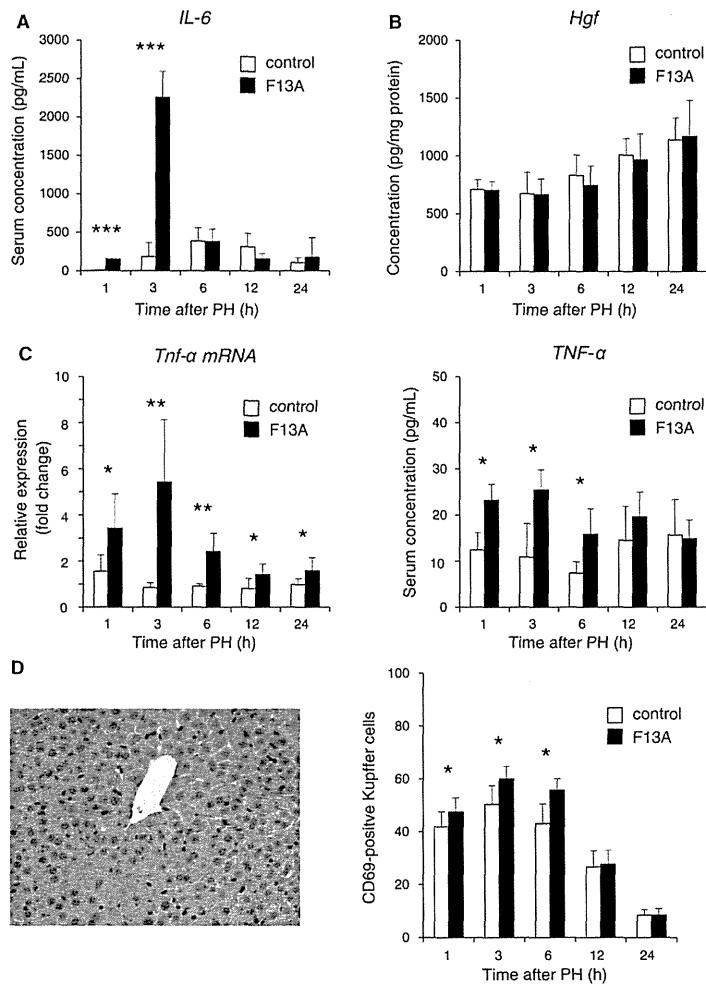 A
IL-6
***
***
control
F13A
Serum concentration (pg/mL)
3000
2500
2000
1500
1000
500
0
1 3 6 12 24
Time after PH (h)
B
Hgf
control
F13A
Concentration (pg/mg protein)
2000
1500
1000
500
0
1 3 6 12 24
Time after PH (h)
C
Tnf-α mRNA
control
F13A
* ** ** * *
Relative expression
(fold change)
10
8
6
4
2
0
1 3 6 12 24
Time after PH (h)
TNF-α
control
F13A
* * *
Serum concentration (pg/mL)
50
40
30
20
10
0
1 3 6 12 24
Time after PH (h)
D
control
F13A
* * *
CD69-positve Kupffer cells
100
80
60
40
20
0
1 3 6 12 24
Time after PH (h)